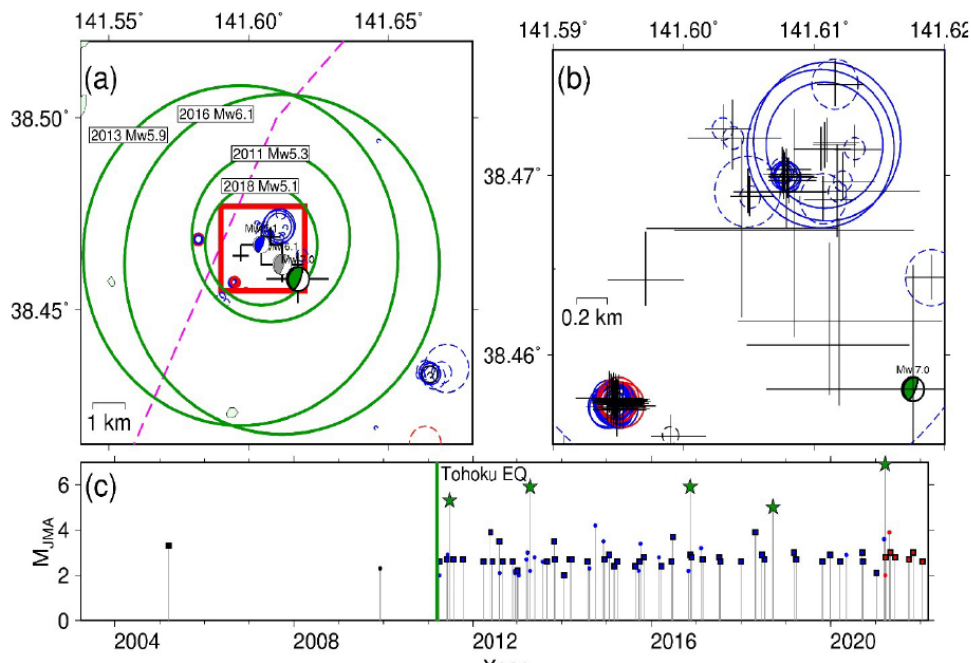 141.55˚ 141.60˚ 141.65˚
(a)
38.50˚
38.45˚
2013 Mw5.9
2016 Mw6.1
2011 Mw5.3
2018 Mw5.1
1 km
141.59˚ 141.60˚ 141.61˚ 141.62
(b)
38.47˚
38.46˚
0.2 km
Mw7.0
(c)
Tohoku EQ
MJMA
6
4
2
0
2004 2008 2012 2016 2020